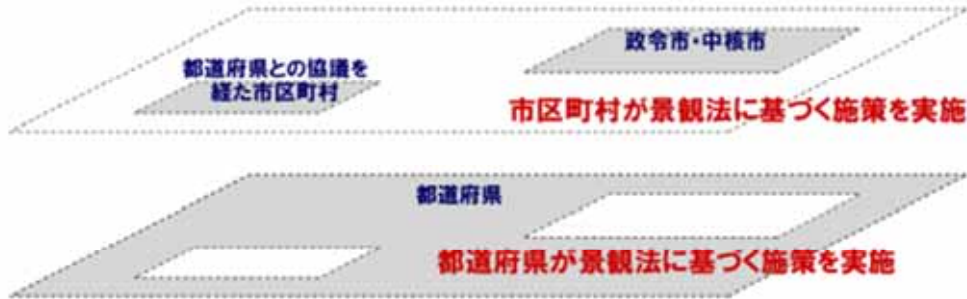 政令市・中核市
都道府県との協議を
経た市区町村
市区町村が景観法に基づく施策を実施
都道府県
都道府県が景観法に基づく施策を実施